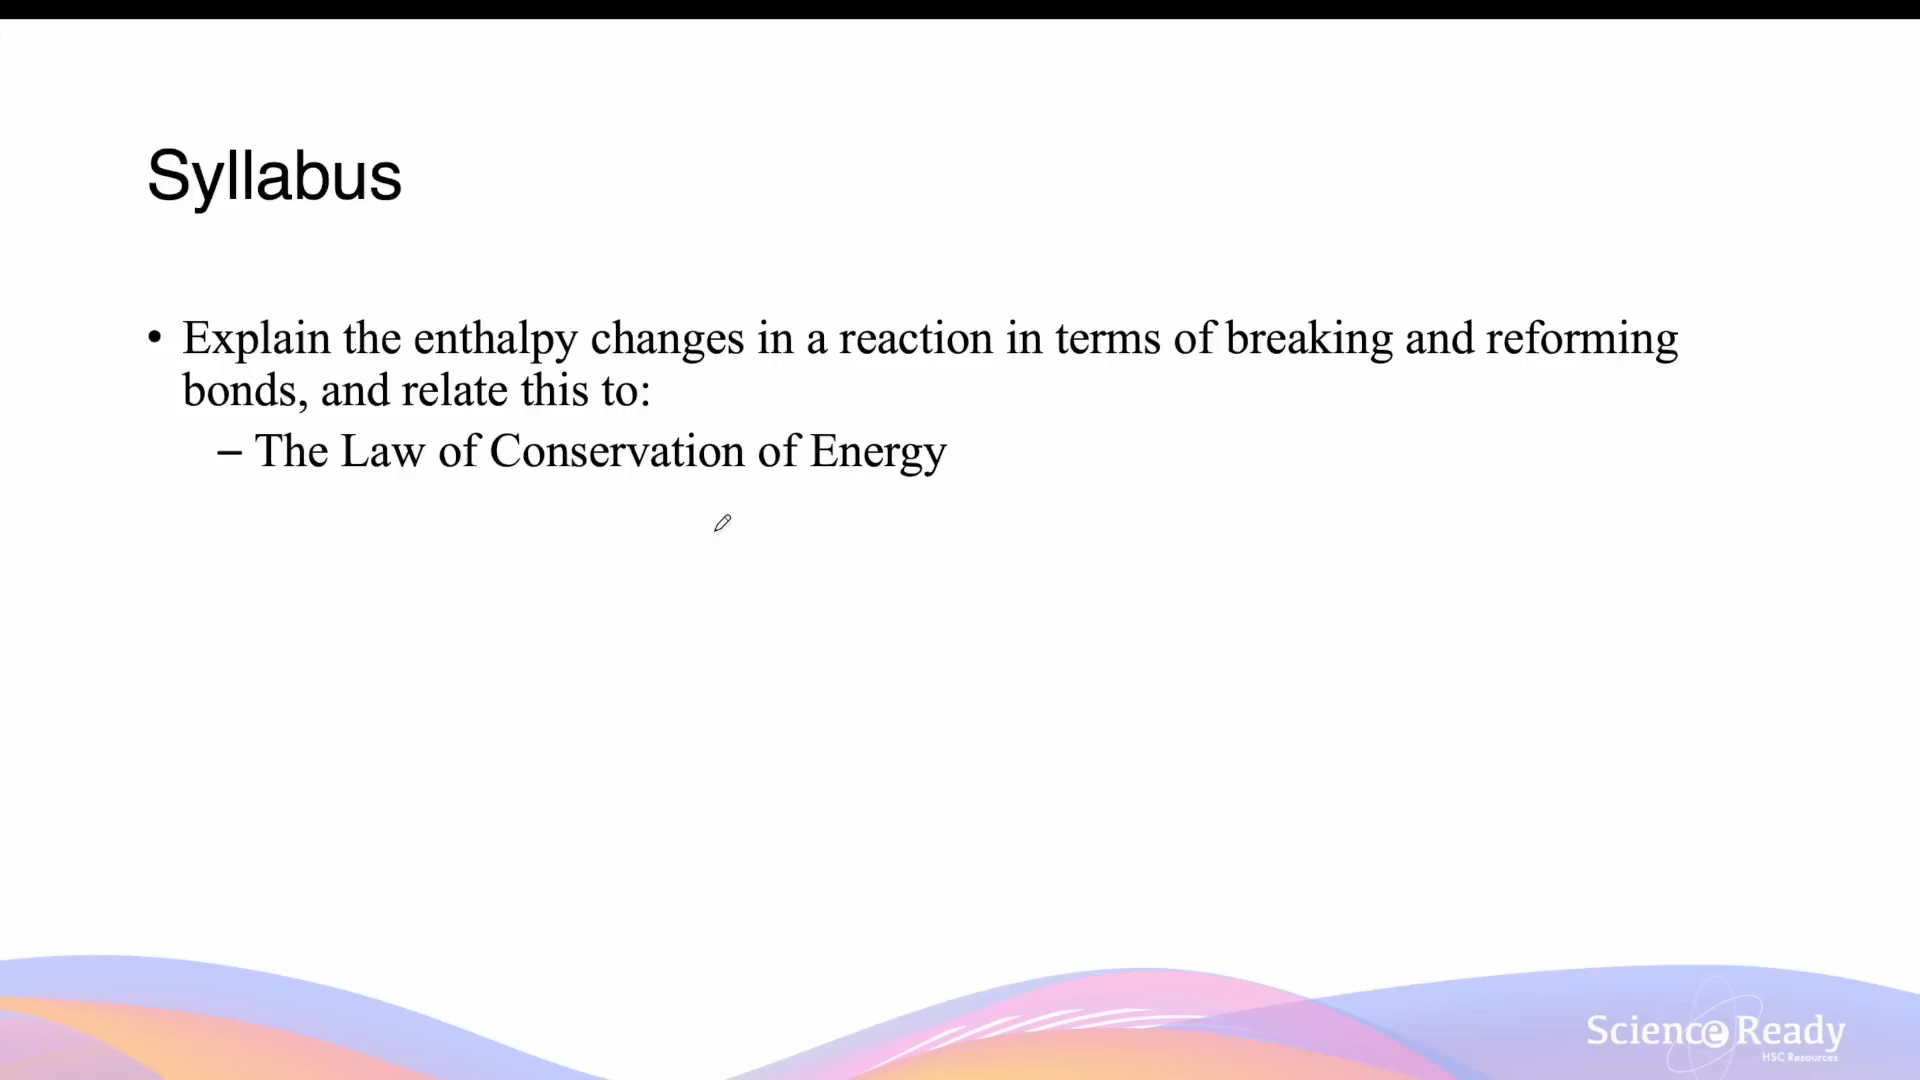 Syllabus
• Explain the enthalpy changes in a reaction in terms of breaking and reforming
bonds, and relate this to:
– The Law of Conservation of Energy
Science Ready
HSC Resources